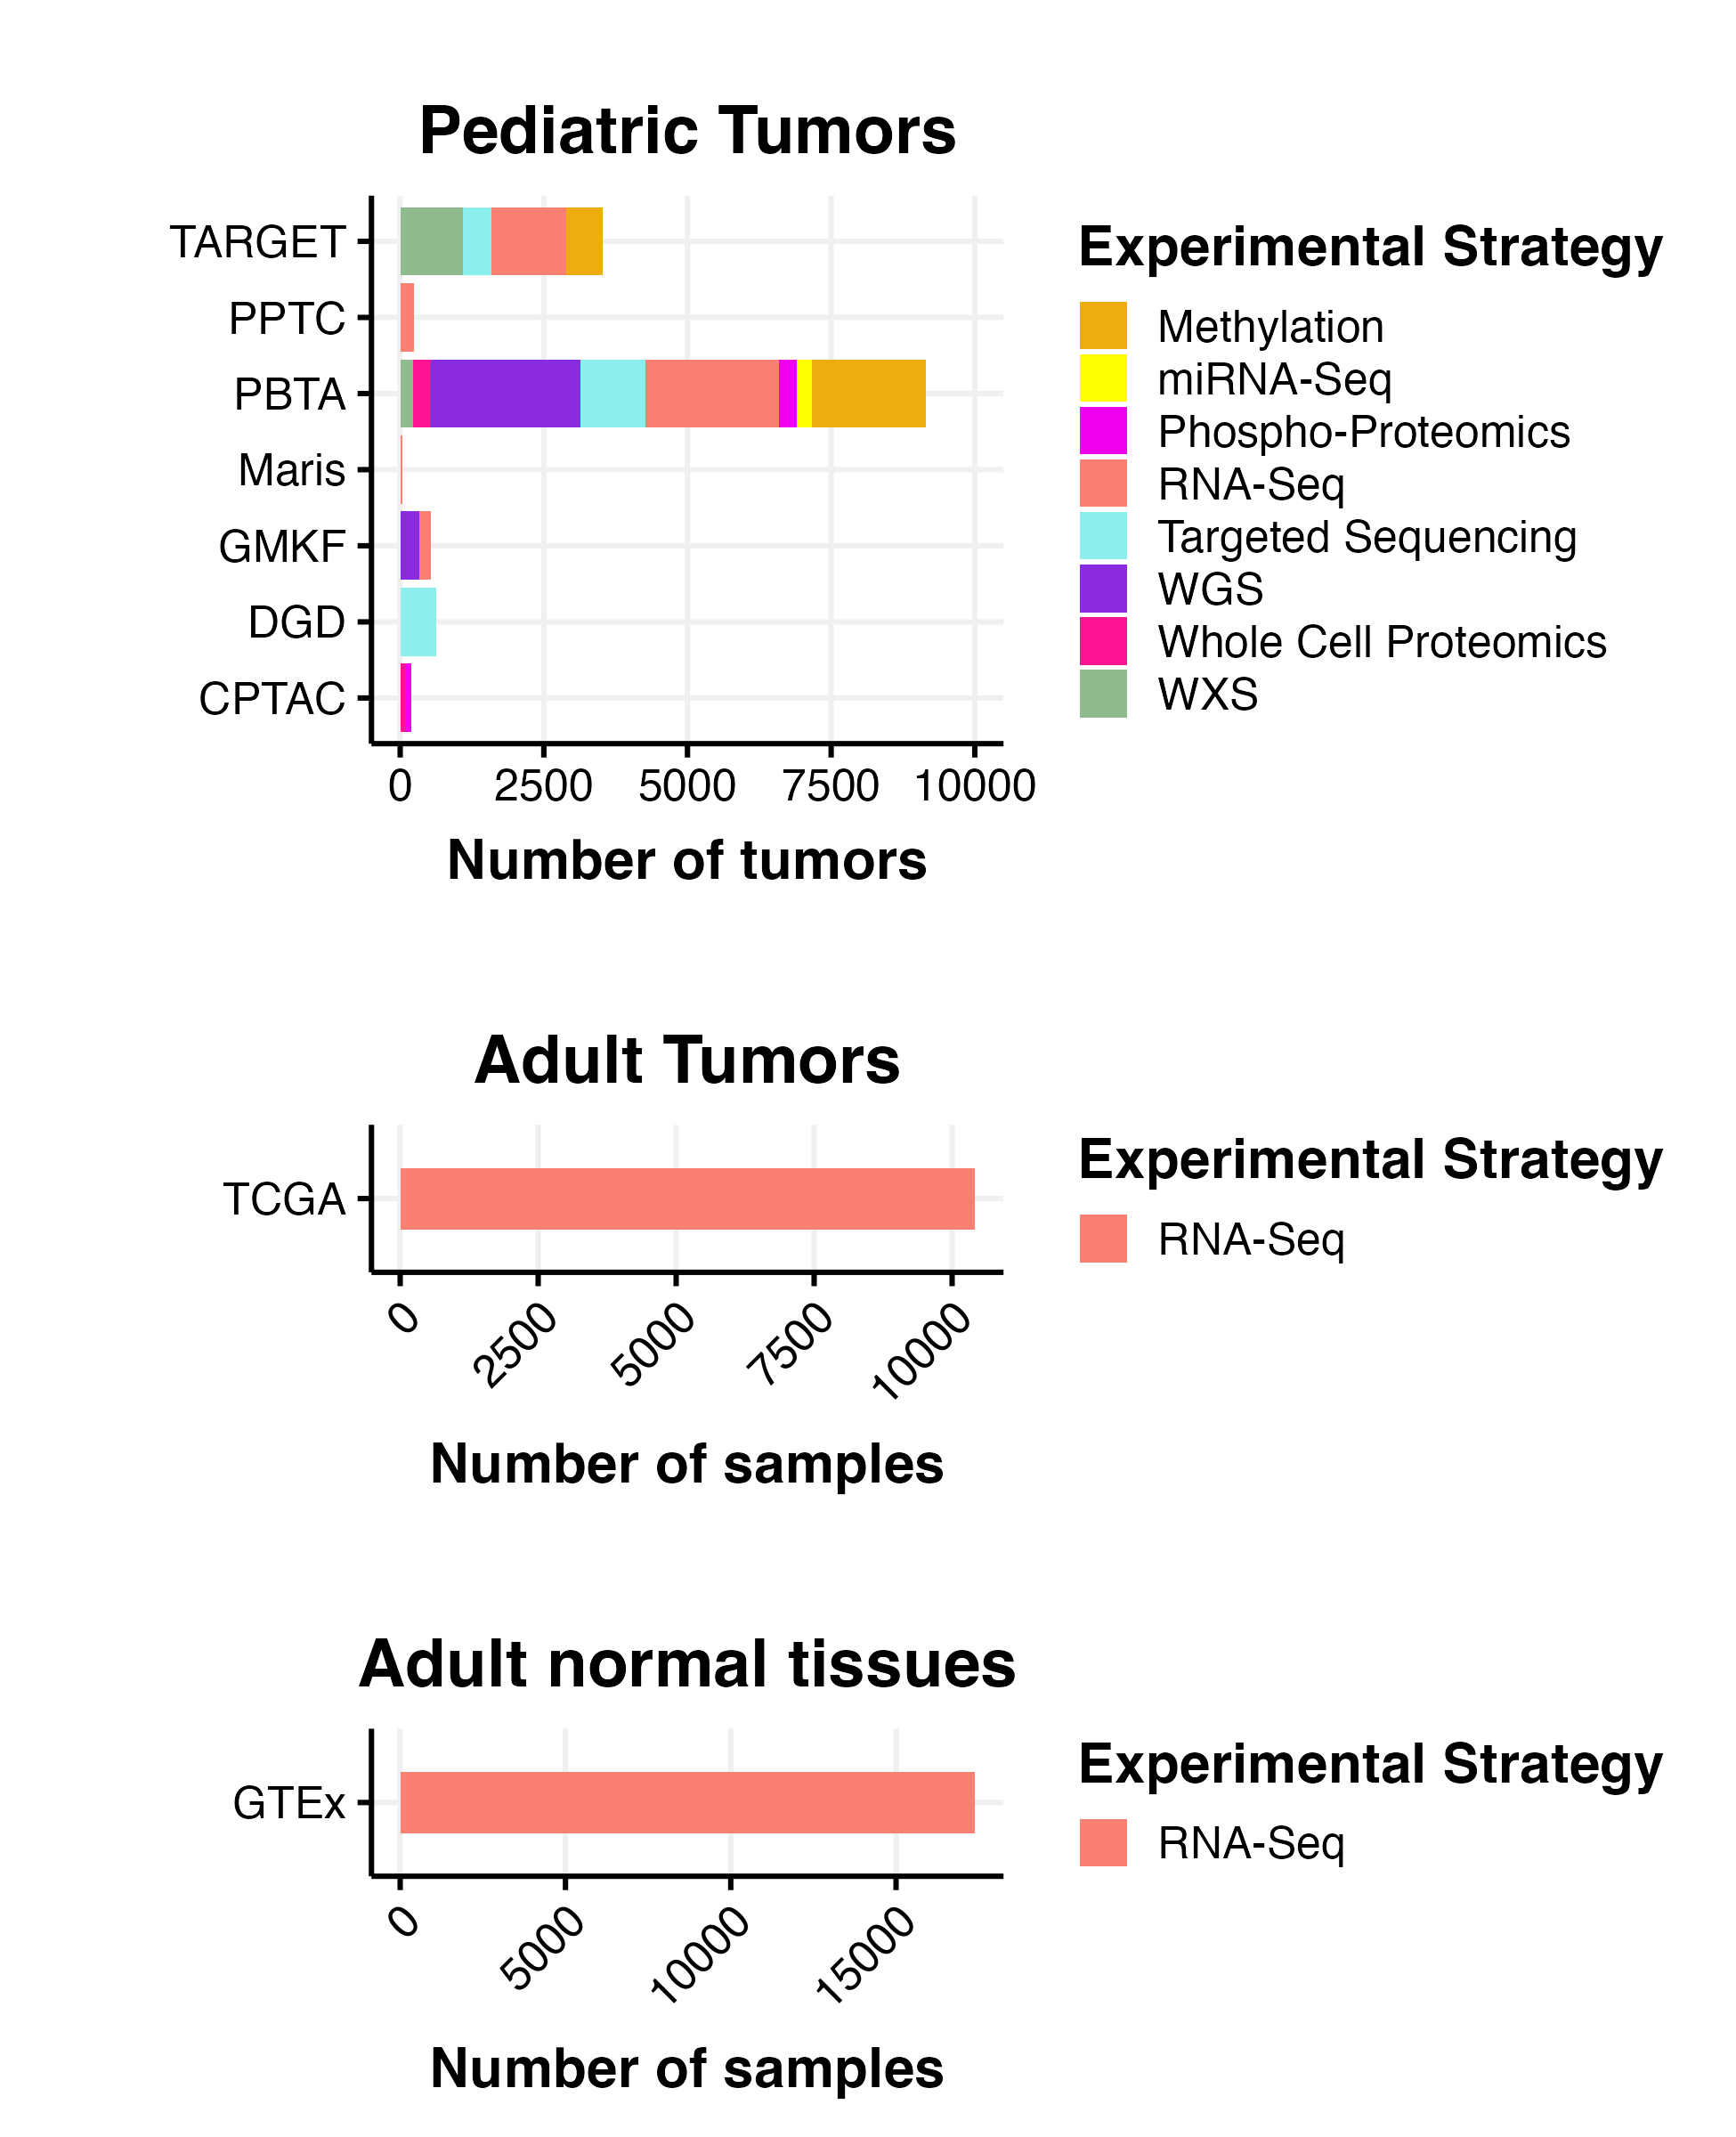 Pediatric Tumors
TARGET
PPTC
PBTA
Maris
GMKF
DGD
CPTAC
0 2500 5000 7500 10000
Number of tumors
Experimental Strategy
Methylation
miRNA-Seq
Phospho-Proteomics
RNA-Seq
Targeted Sequencing
WGS
Whole Cell Proteomics
WXS
Adult Tumors
TCGA
0 2500 5000 7500 10000
Number of samples
Experimental Strategy
RNA-Seq
Adult normal tissues
GTEx
0 5000 10000 15000
Number of samples
Experimental Strategy
RNA-Seq